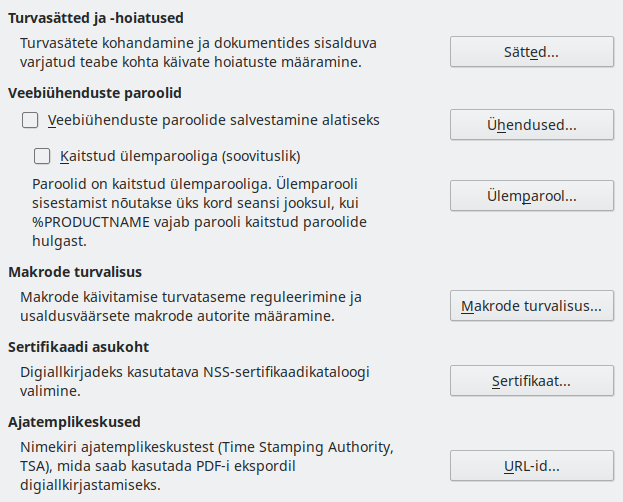 Turvasätted ja -hoiatused
Turvasätete kohandamine ja dokumentides sisalduva
varjatud teabe kohta käivate hoiatuste määramine.
Sätted...
Veebiühenduste paroolid
Veebiühenduste paroolide salvestamine alatiseks
Ühendused...
Kaitstud ülemparooliga (soovituslik)
Paroolid on kaitstud ülemparooliga. Ülemparooli
sisestamist nõutakse üks kord seansi jooksul, kui
%PRODUCTNAME vajab parooli kaitstud paroolide
hulgast.
Ülemparool...
Makrode turvalisus
Makrode käivitamise turvataseme reguleerimine ja
usaldusväärsete makrode autorite määramine.
Makrode turvalisus...
Sertifikaadi asukoht
Digiallkirjadeks kasutatava NSS-sertifikaadikataloogi
valimine.
Sertifikaat...
Ajatemplikeskused
Nimekiri ajatemplikeskustest (Time Stamping Authority,
TSA), mida saab kasutada PDF-i ekspordil
digiallkirjastamiseks.
URL-id...